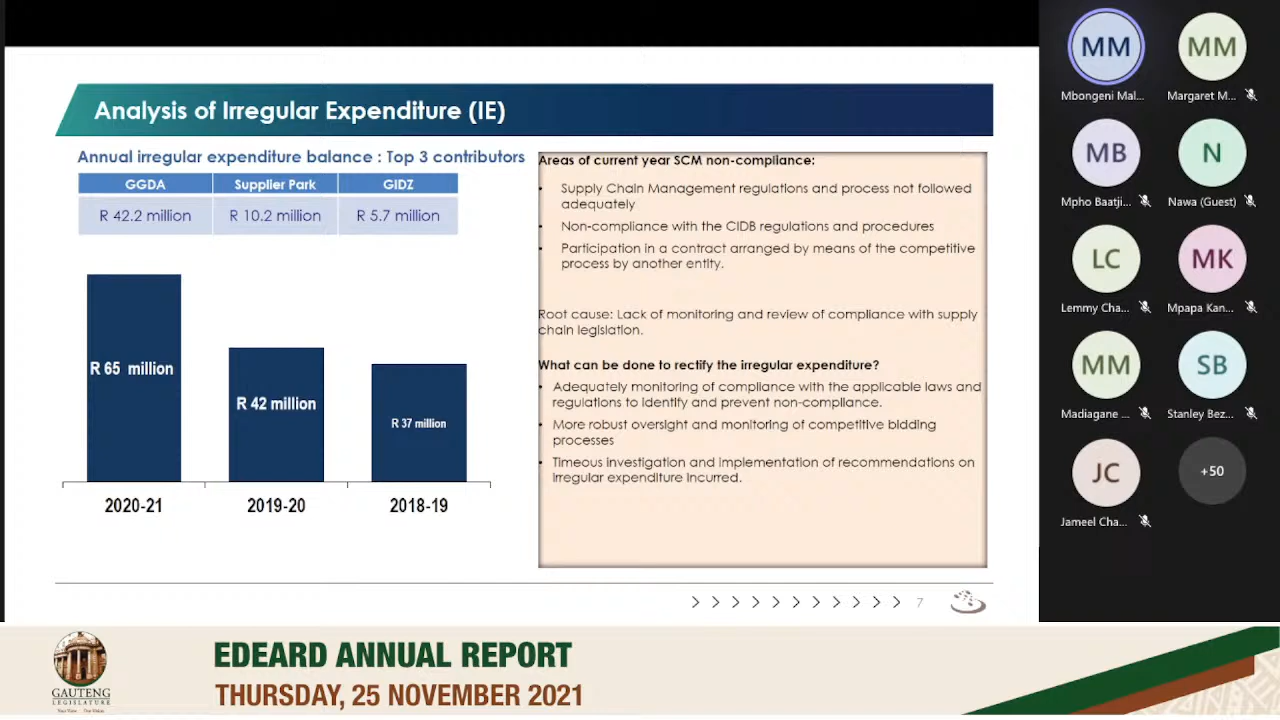 Analysis of Irregular Expenditure (IE)
Annual irregular expenditure balance : Top 3 contributors
GGDA Supplier Park GIDZ
R 42.2 million R 10.2 million R 5.7 million
R 65 million
R 42 million
R 37 million
2020-21 2019-20 2018-19
Areas of current year SCM non-compliance:
• Supply Chain Management regulations and process not followed
adequately
• Non-compliance with the CIDB regulations and procedures
• Participation in a contract arranged by means of the competitive
process by another entity.
Root cause: Lack of monitoring and review of compliance with supply
chain legislation.
What can be done to rectify the irregular expenditure?
• Adequately monitoring of compliance with the applicable laws and
regulations to identify and prevent non-compliance.
• More robust oversight and monitoring of competitive bidding
processes
• Timeous investigation and implementation of recommendations on
irregular expenditure incurred.
7
MM MM
Mbongeni Mal... Margaret M...
MB N
Mpho Baatji... Nawa (Guest)
LC MK
Lemmy Cha... Mpapa Kan...
MM SB
Madiagane ... Stanley Bez...
JC +50
Jameel Cha...
GAUTENG
LEGISLATURE
EDEARD ANNUAL REPORT
THURSDAY, 25 NOVEMBER 2021